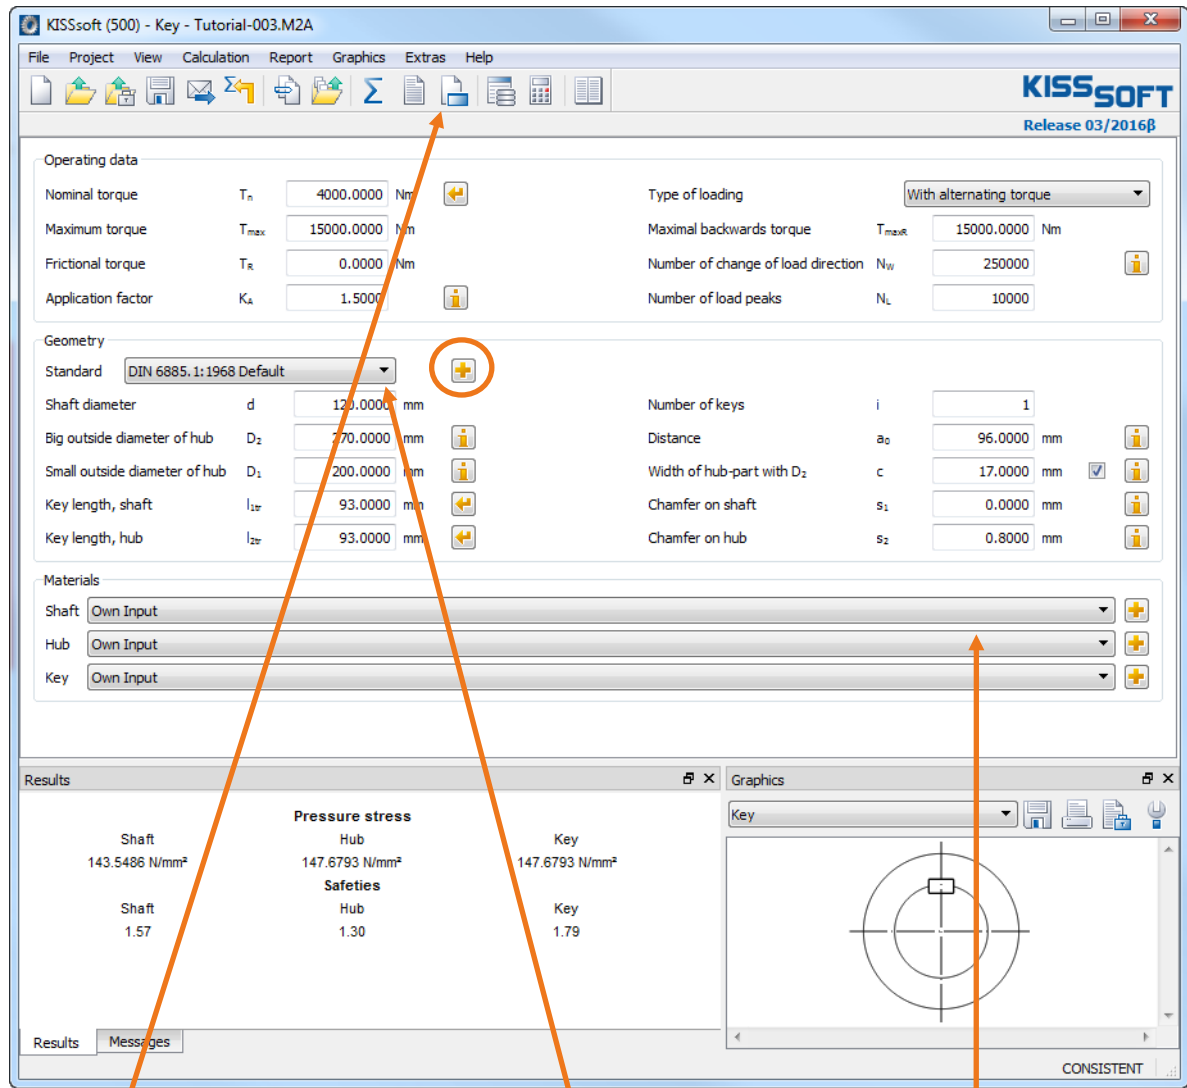 KISSsoft (500) - Key - Tutorial-003.M2A
File Project View Calculation Report Graphics Extras Help
KISSsoft
Release 03/2016β
Operating data
Nominal torque Tn 4000.0000 Nm Type of loading With alternating torque
Maximum torque Tmax 15000.0000 Nm Maximal backwards torque TmaxR 15000.0000 Nm
Frictional torque TR 0.0000 Nm Number of change of load direction NW 250000
Application factor KA 1.5000 Number of load peaks NL 10000
Geometry
Standard DIN 6885.1:1968 Default
Shaft diameter d 120.0000 mm Number of keys i 1
Big outside diameter of hub D2 270.0000 mm Distance a0 96.0000 mm
Small outside diameter of hub D1 200.0000 mm Width of hub-part with D2 c 17.0000 mm
Key length, shaft l1tr 93.0000 mm Chamfer on shaft s1 0.0000 mm
Key length, hub l2tr 93.0000 mm Chamfer on hub s2 0.8000 mm
Materials
Shaft Own Input
Hub Own Input
Key Own Input
Results Graphics
Key
Pressure stress
Shaft Hub Key
143.5486 N/mm² 147.6793 N/mm² 147.6793 N/mm²
Safeties
Shaft Hub Key
1.57 1.30 1.79
Results Messages
CONSISTENT